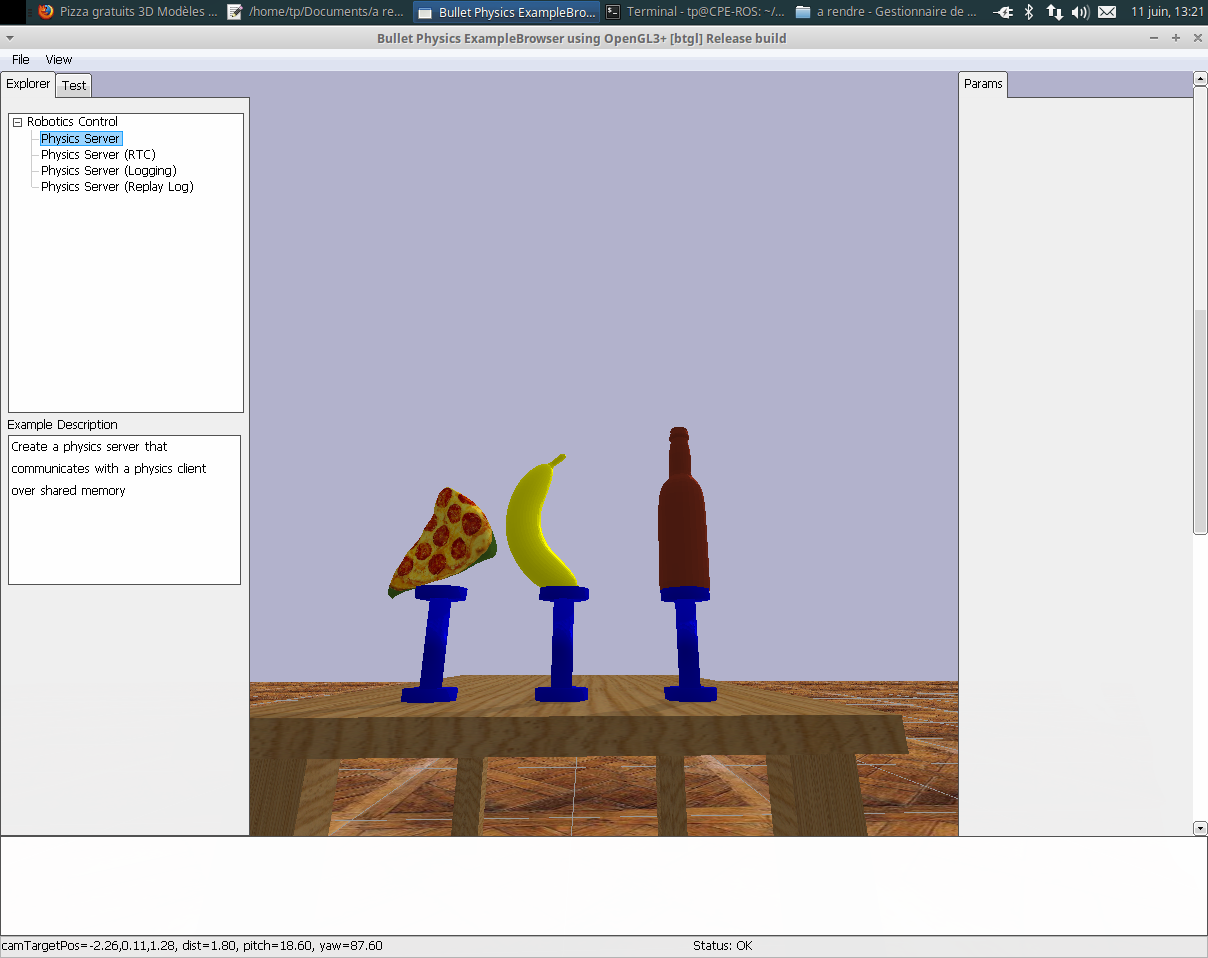 Pizza gratuits 3D Modèles ...
/home/tp/Documents/a re...
Bullet Physics ExampleBro...
Terminal - tp@CPE-ROS: ~/...
a rendre - Gestionnaire de ...
11 juin, 13:21
Bullet Physics ExampleBrowser using OpenGL3+ [btgl] Release build
File View
Explorer Test
Params
Robotics Control
Physics Server
Physics Server (RTC)
Physics Server (Logging)
Physics Server (Replay Log)
Example Description
Create a physics server that
communicates with a physics client
over shared memory
camTargetPos=-2.26,0.11,1.28, dist=1.80, pitch=18.60, yaw=87.60
Status: OK